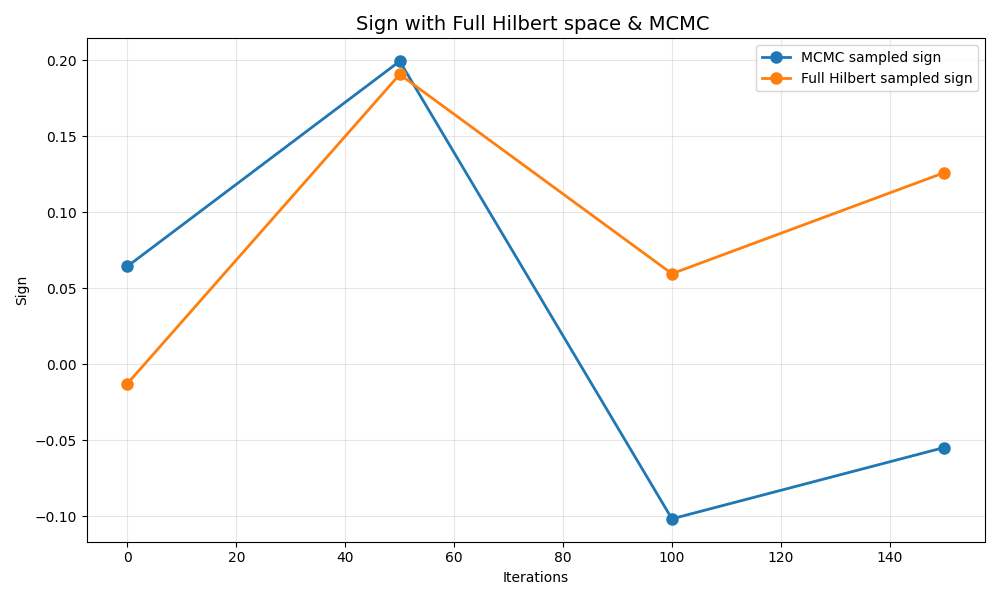 Sign with Full Hilbert space & MCMC
MCMC sampled sign
Full Hilbert sampled sign
0.20
0.15
0.10
0.05
0.00
−0.05
−0.10
Sign
0 20 40 60 80 100 120 140
Iterations